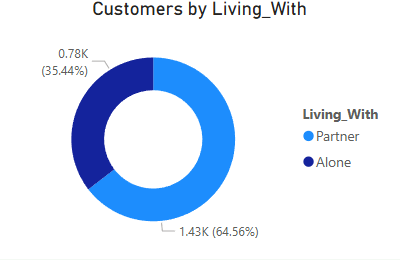 Customers by Living_With
0.78K
(35.44%)
Living_With
Partner
Alone
1.43K (64.56%)